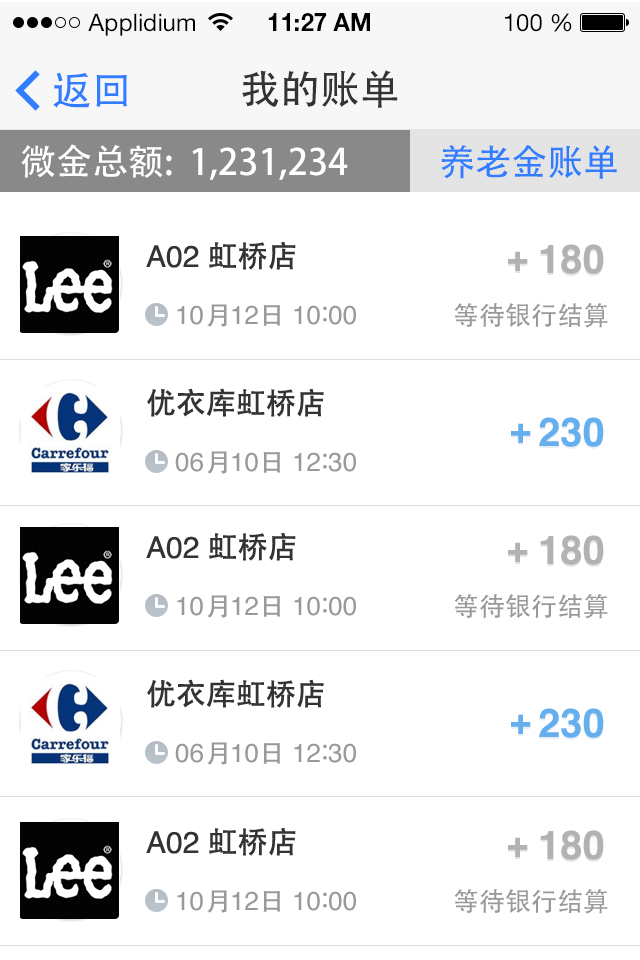 Applidium 11:27 AM 100 %
返回 我的账单
微金总额: 1,231,234 养老金账单
Lee®
A02 虹桥店
+ 180
10月12日 10:00
等待银行结算
Carrefour
家乐福
优衣库虹桥店
+ 230
06月10日 12:30
Lee®
A02 虹桥店
+ 180
10月12日 10:00
等待银行结算
Carrefour
家乐福
优衣库虹桥店
+ 230
06月10日 12:30
Lee®
A02 虹桥店
+ 180
10月12日 10:00
等待银行结算